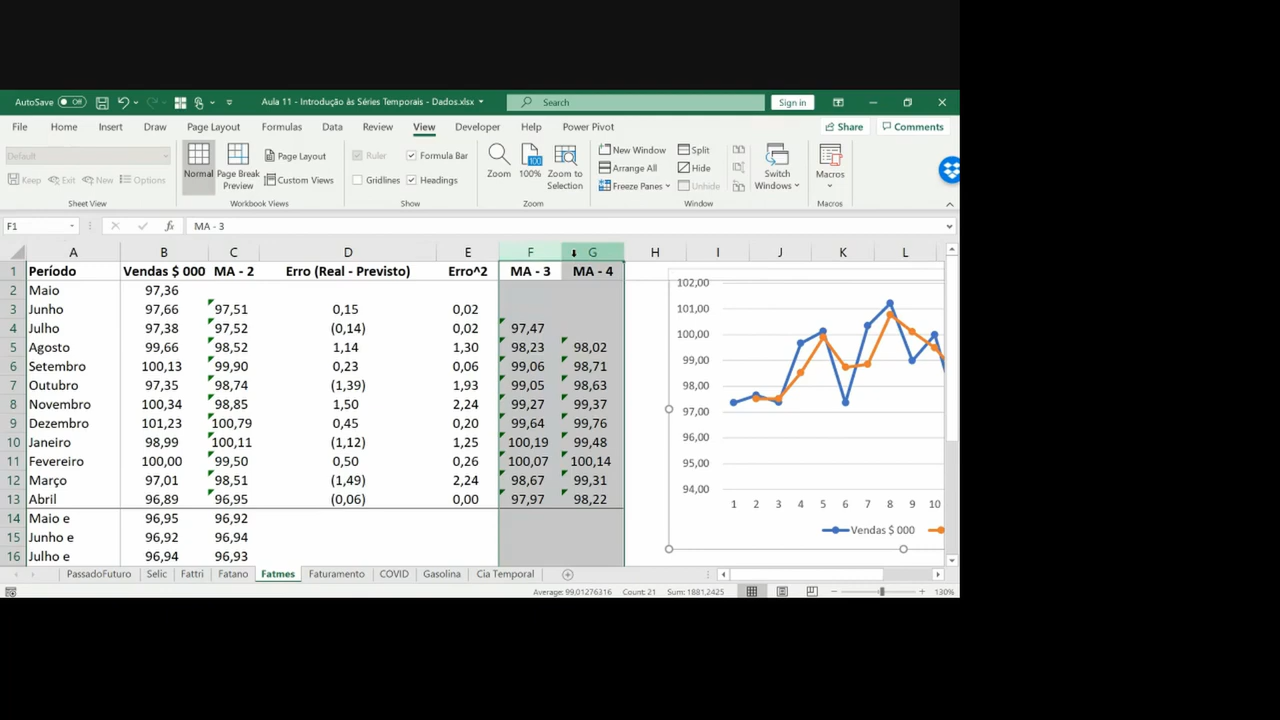 AutoSave Off Aula 11 - Introdução às Séries Temporais - Dados.xlsx Search Sign in
File Home Insert Draw Page Layout Formulas Data Review View Developer Help Power Pivot Share Comments
Default
Keep Exit New Options
Normal Page Break Preview Page Layout Custom Views
Ruler Formula Bar
Gridlines Headings
Zoom 100% Zoom to Selection
New Window Split
Arrange All Hide
Freeze Panes Unhide
Switch Windows Macros
Sheet View Workbook Views Show Zoom Window Macros
F1 fx MA - 3
A B C D E F G H I J K L
1 Período Vendas $ 000 MA - 2 Erro (Real - Previsto) Erro^2 MA - 3 MA - 4
2 Maio 97,36
3 Junho 97,66 97,51 0,15 0,02
4 Julho 97,38 97,52 (0,14) 0,02 97,47
5 Agosto 99,66 98,52 1,14 1,30 98,23 98,02
6 Setembro 100,13 99,90 0,23 0,06 99,06 98,71
7 Outubro 97,35 98,74 (1,39) 1,93 99,05 98,63
8 Novembro 100,34 98,85 1,50 2,24 99,27 99,37
9 Dezembro 101,23 100,79 0,45 0,20 99,64 99,76
10 Janeiro 98,99 100,11 (1,12) 1,25 100,19 99,48
11 Fevereiro 100,00 99,50 0,50 0,26 100,07 100,14
12 Março 97,01 98,51 (1,49) 2,24 98,67 99,31
13 Abril 96,89 96,95 (0,06) 0,00 97,97 98,22
14 Maio e 96,95 96,92
15 Junho e 96,92 96,94
16 Julho e 96,94 96,93
102,00
101,00
100,00
99,00
98,00
97,00
96,00
95,00
94,00
1 2 3 4 5 6 7 8 9 10
Vendas $ 000
PassadoFuturo Selic Fattri Fatano Fatmes Faturamento COVID Gasolina Cia Temporal
Average: 99,01276316 Count: 21 Sum: 1881,2425 130%